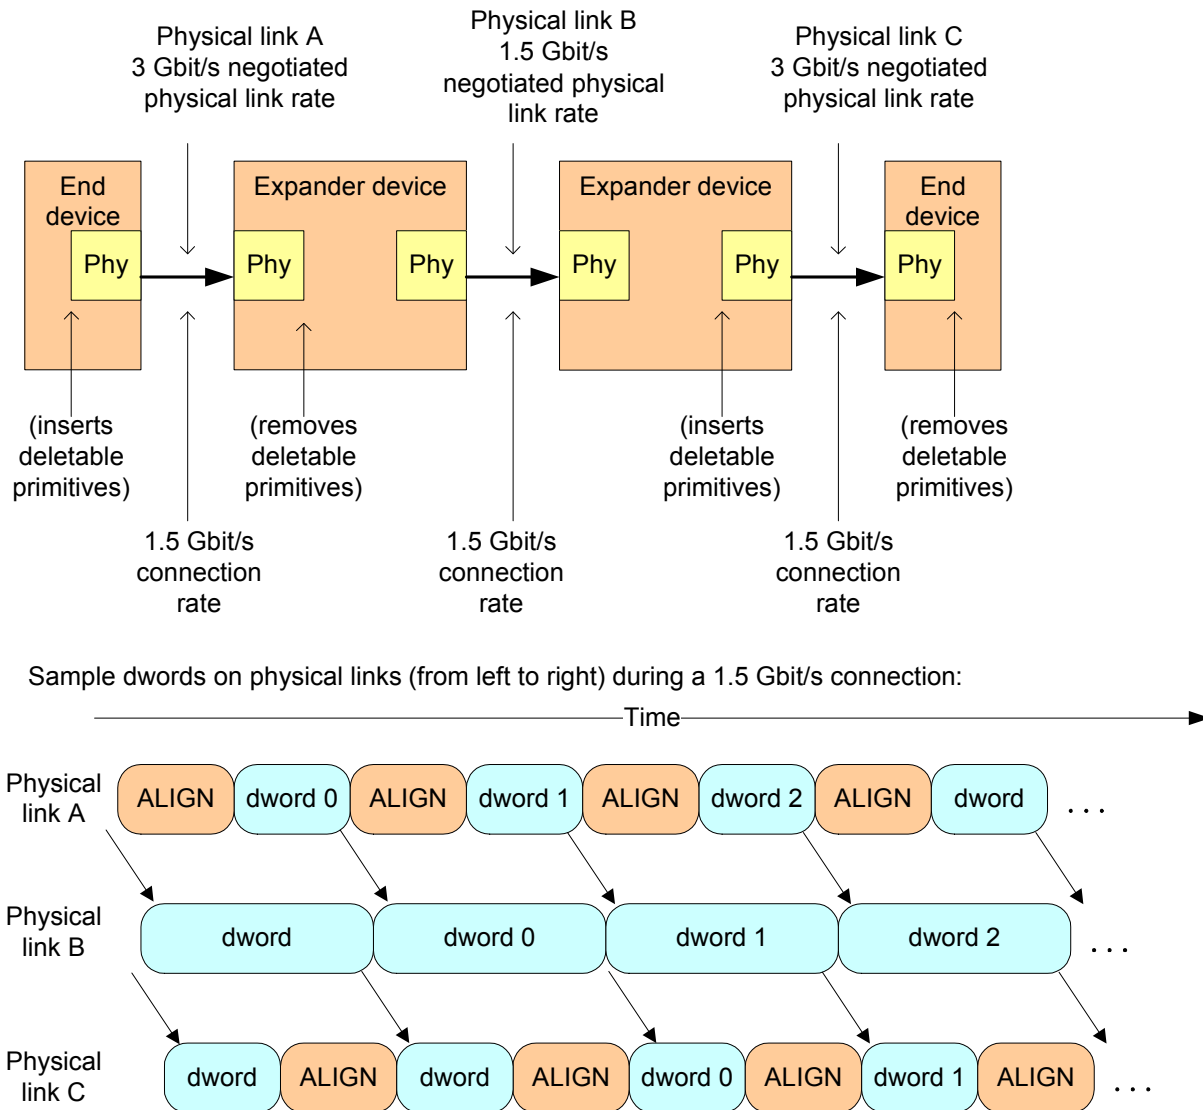 Physical link A
3 Gbit/s negotiated
physical link rate
Physical link B
1.5 Gbit/s
negotiated physical
link rate
Physical link C
3 Gbit/s negotiated
physical link rate
End
device
Phy
Expander device
Phy
Phy
Expander device
Phy
Phy
End
device
Phy
(inserts
deletable
primitives)
(removes
deletable
primitives)
(inserts
deletable
primitives)
(removes
deletable
primitives)
1.5 Gbit/s
connection
rate
1.5 Gbit/s
connection
rate
1.5 Gbit/s
connection
rate
Sample dwords on physical links (from left to right) during a 1.5 Gbit/s connection:
Time
Physical
link A
ALIGN dword 0 ALIGN dword 1 ALIGN dword 2 ALIGN dword . . .
Physical
link B
dword dword 0 dword 1 dword 2 . . .
Physical
link C
dword ALIGN dword ALIGN dword 0 ALIGN dword 1 ALIGN . . .